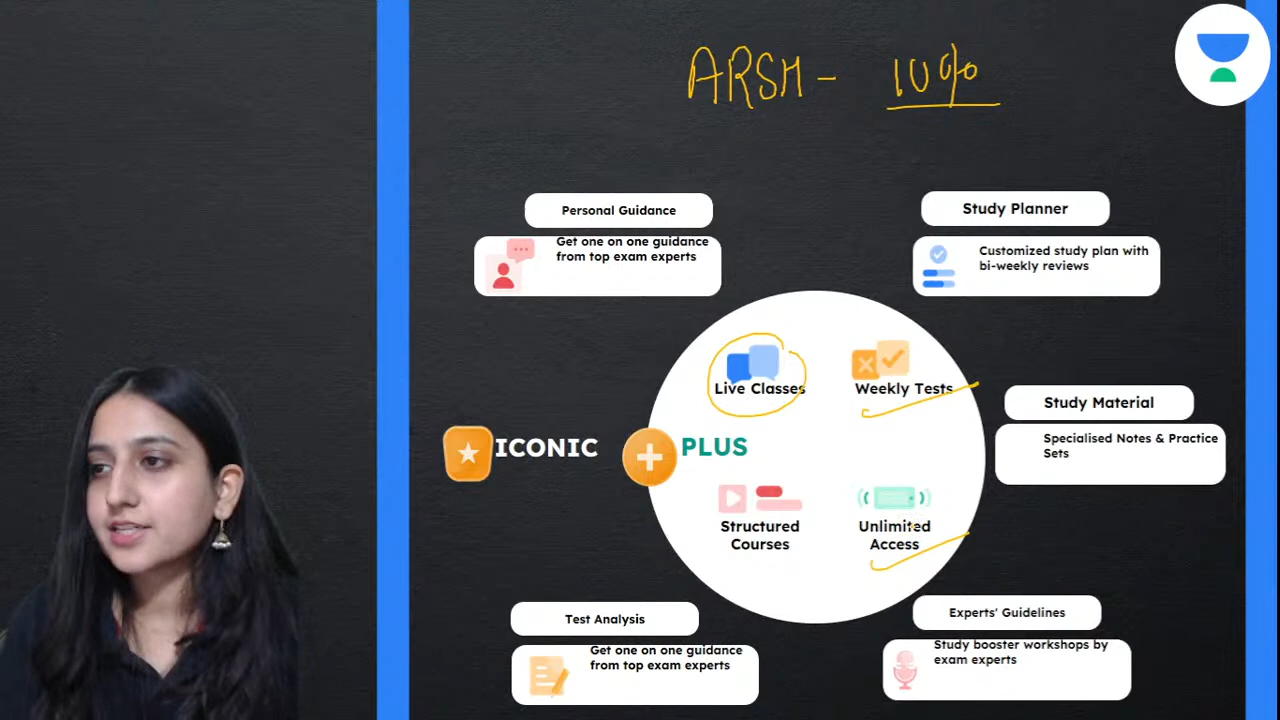 ARSH - 10%
Personal Guidance
Get one on one guidance
from top exam experts
Study Planner
Customized study plan with
bi-weekly reviews
Live Classes
Weekly Tests
Study Material
Specialised Notes & Practice
Sets
ICONIC
PLUS
Structured
Courses
Unlimited
Access
Test Analysis
Get one on one guidance
from top exam experts
Experts' Guidelines
Study booster workshops by
exam experts